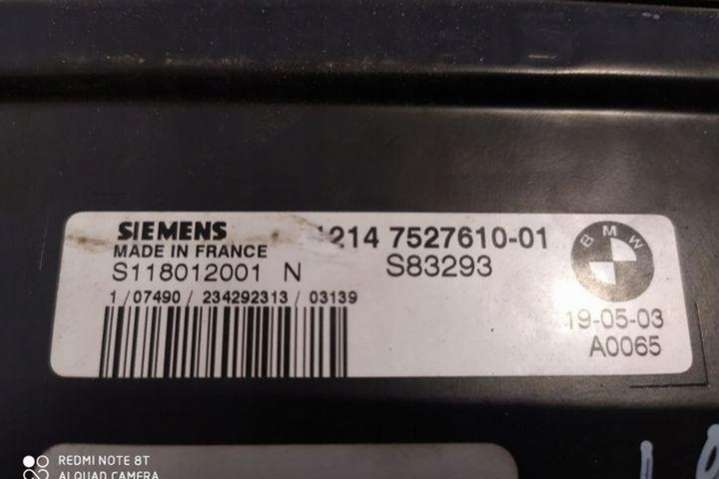 SIEMENS
MADE IN FRANCE
S118012001 N
1214 7527610-01
S83293
BMW
1 / 07490 / 234292313 / 03139
19-05-03
A0065
REDMI NOTE 8T
AI QUAD CAMERA